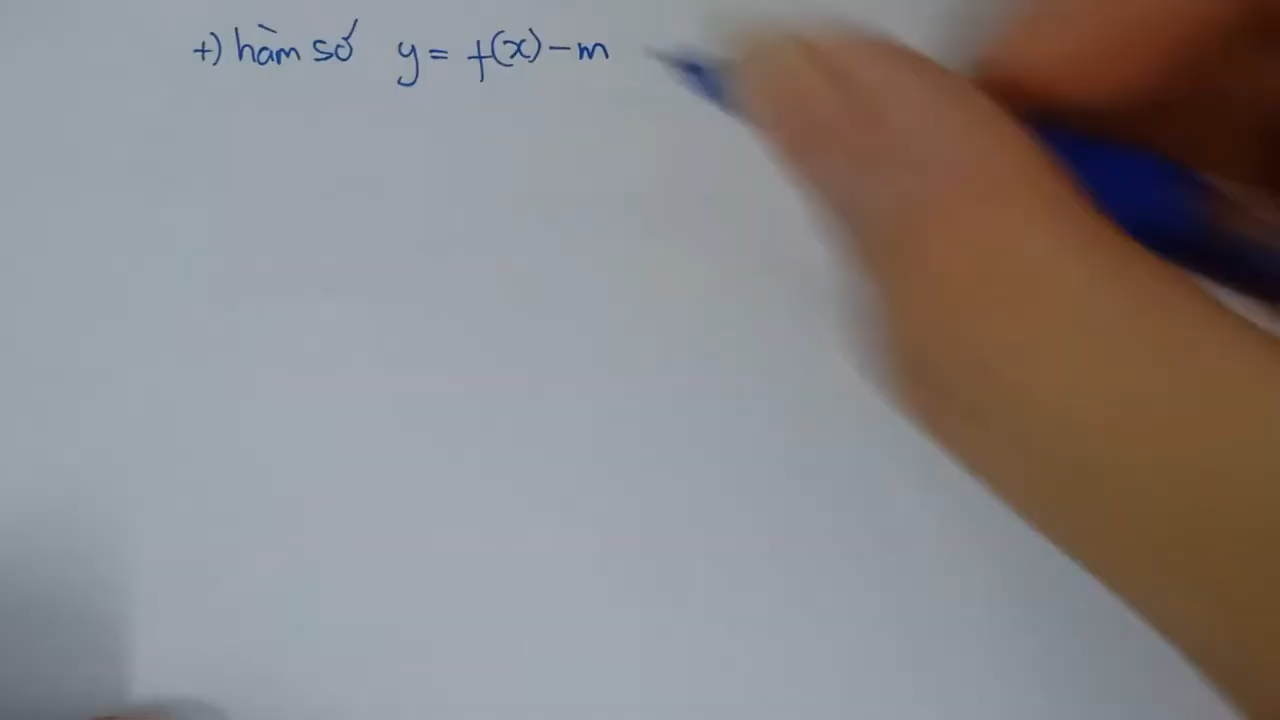 +) hàm số y = f(x) - m